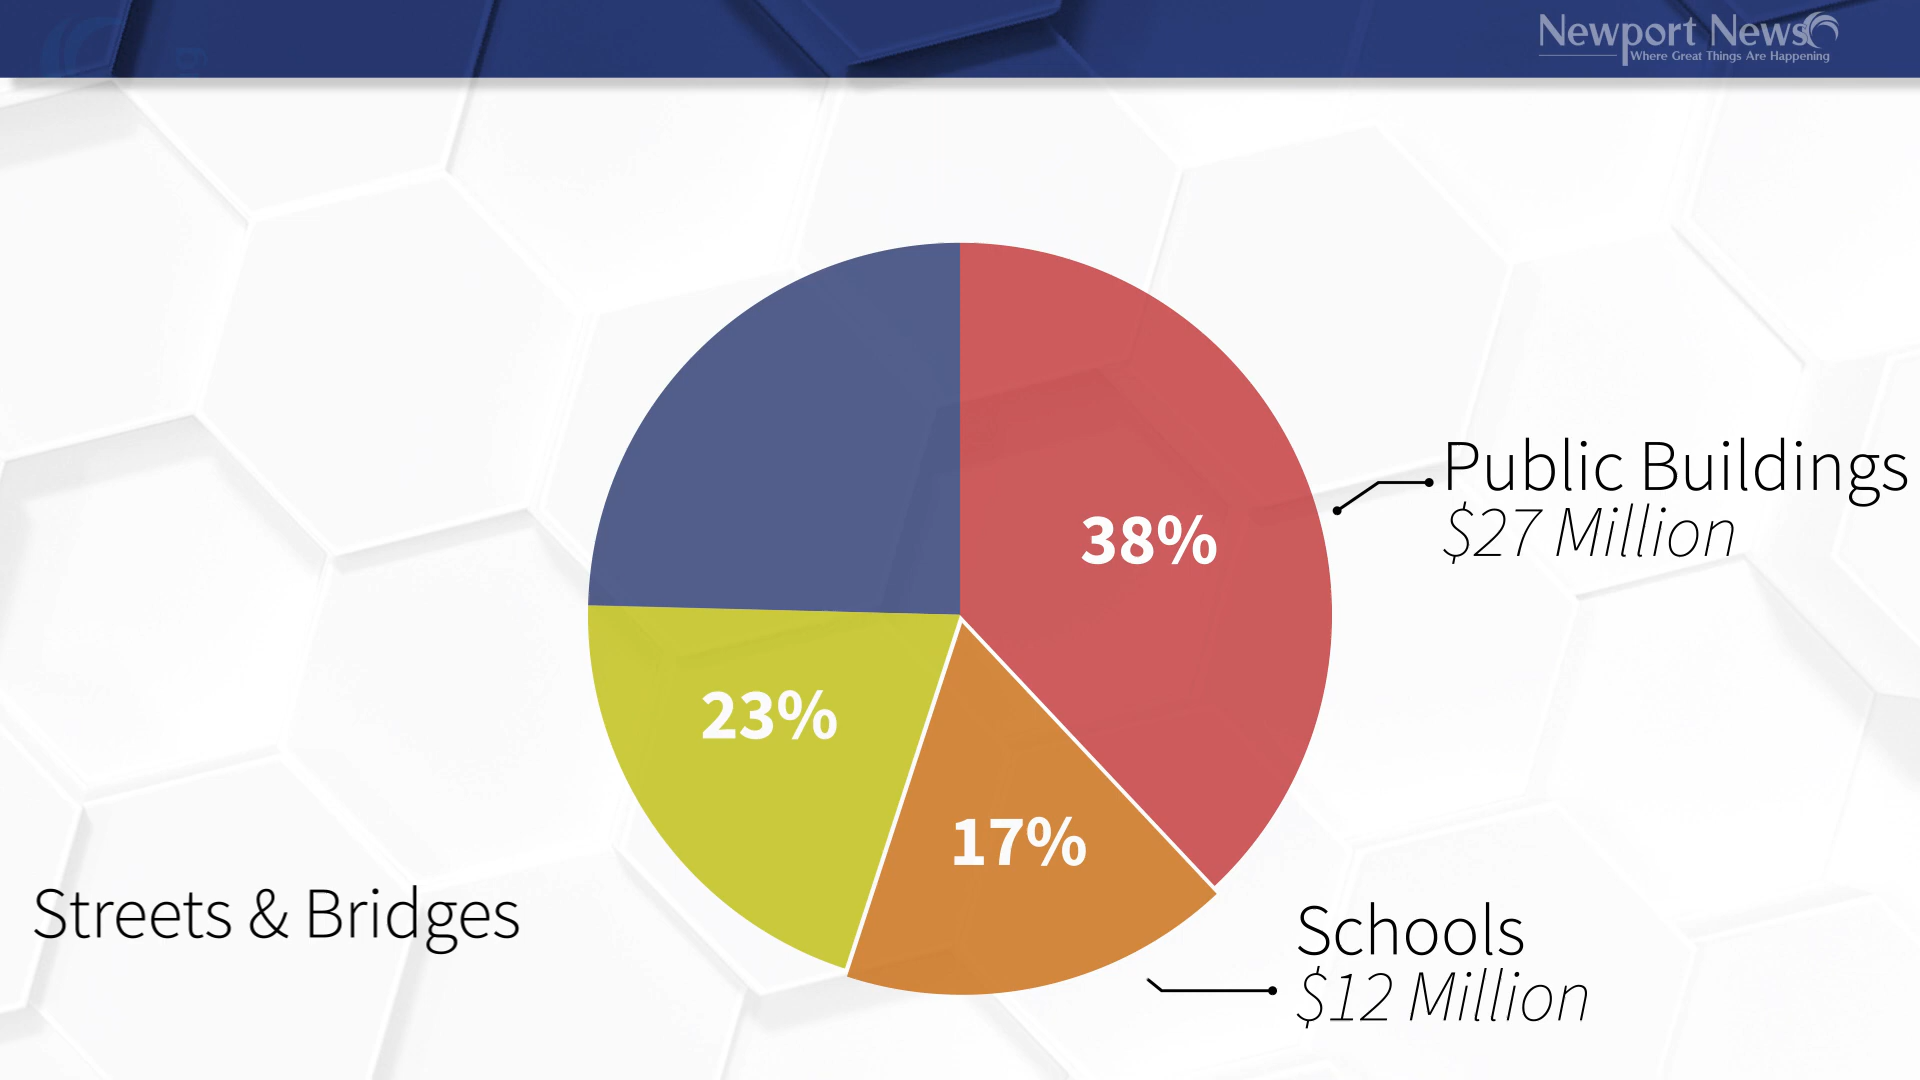 Newport News
Where Great Things Are Happening
Public Buildings
$27 Million
38%
23%
17%
Streets & Bridges
Schools
$12 Million